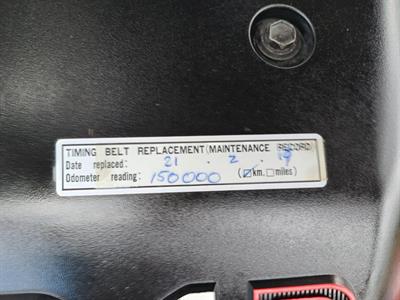 TIMING BELT REPLACEMENT(MAINTENANCE RECORD)
Date replaced: 21 . 2 . 19
Odometer reading: 150000 (☑km. ☐miles)